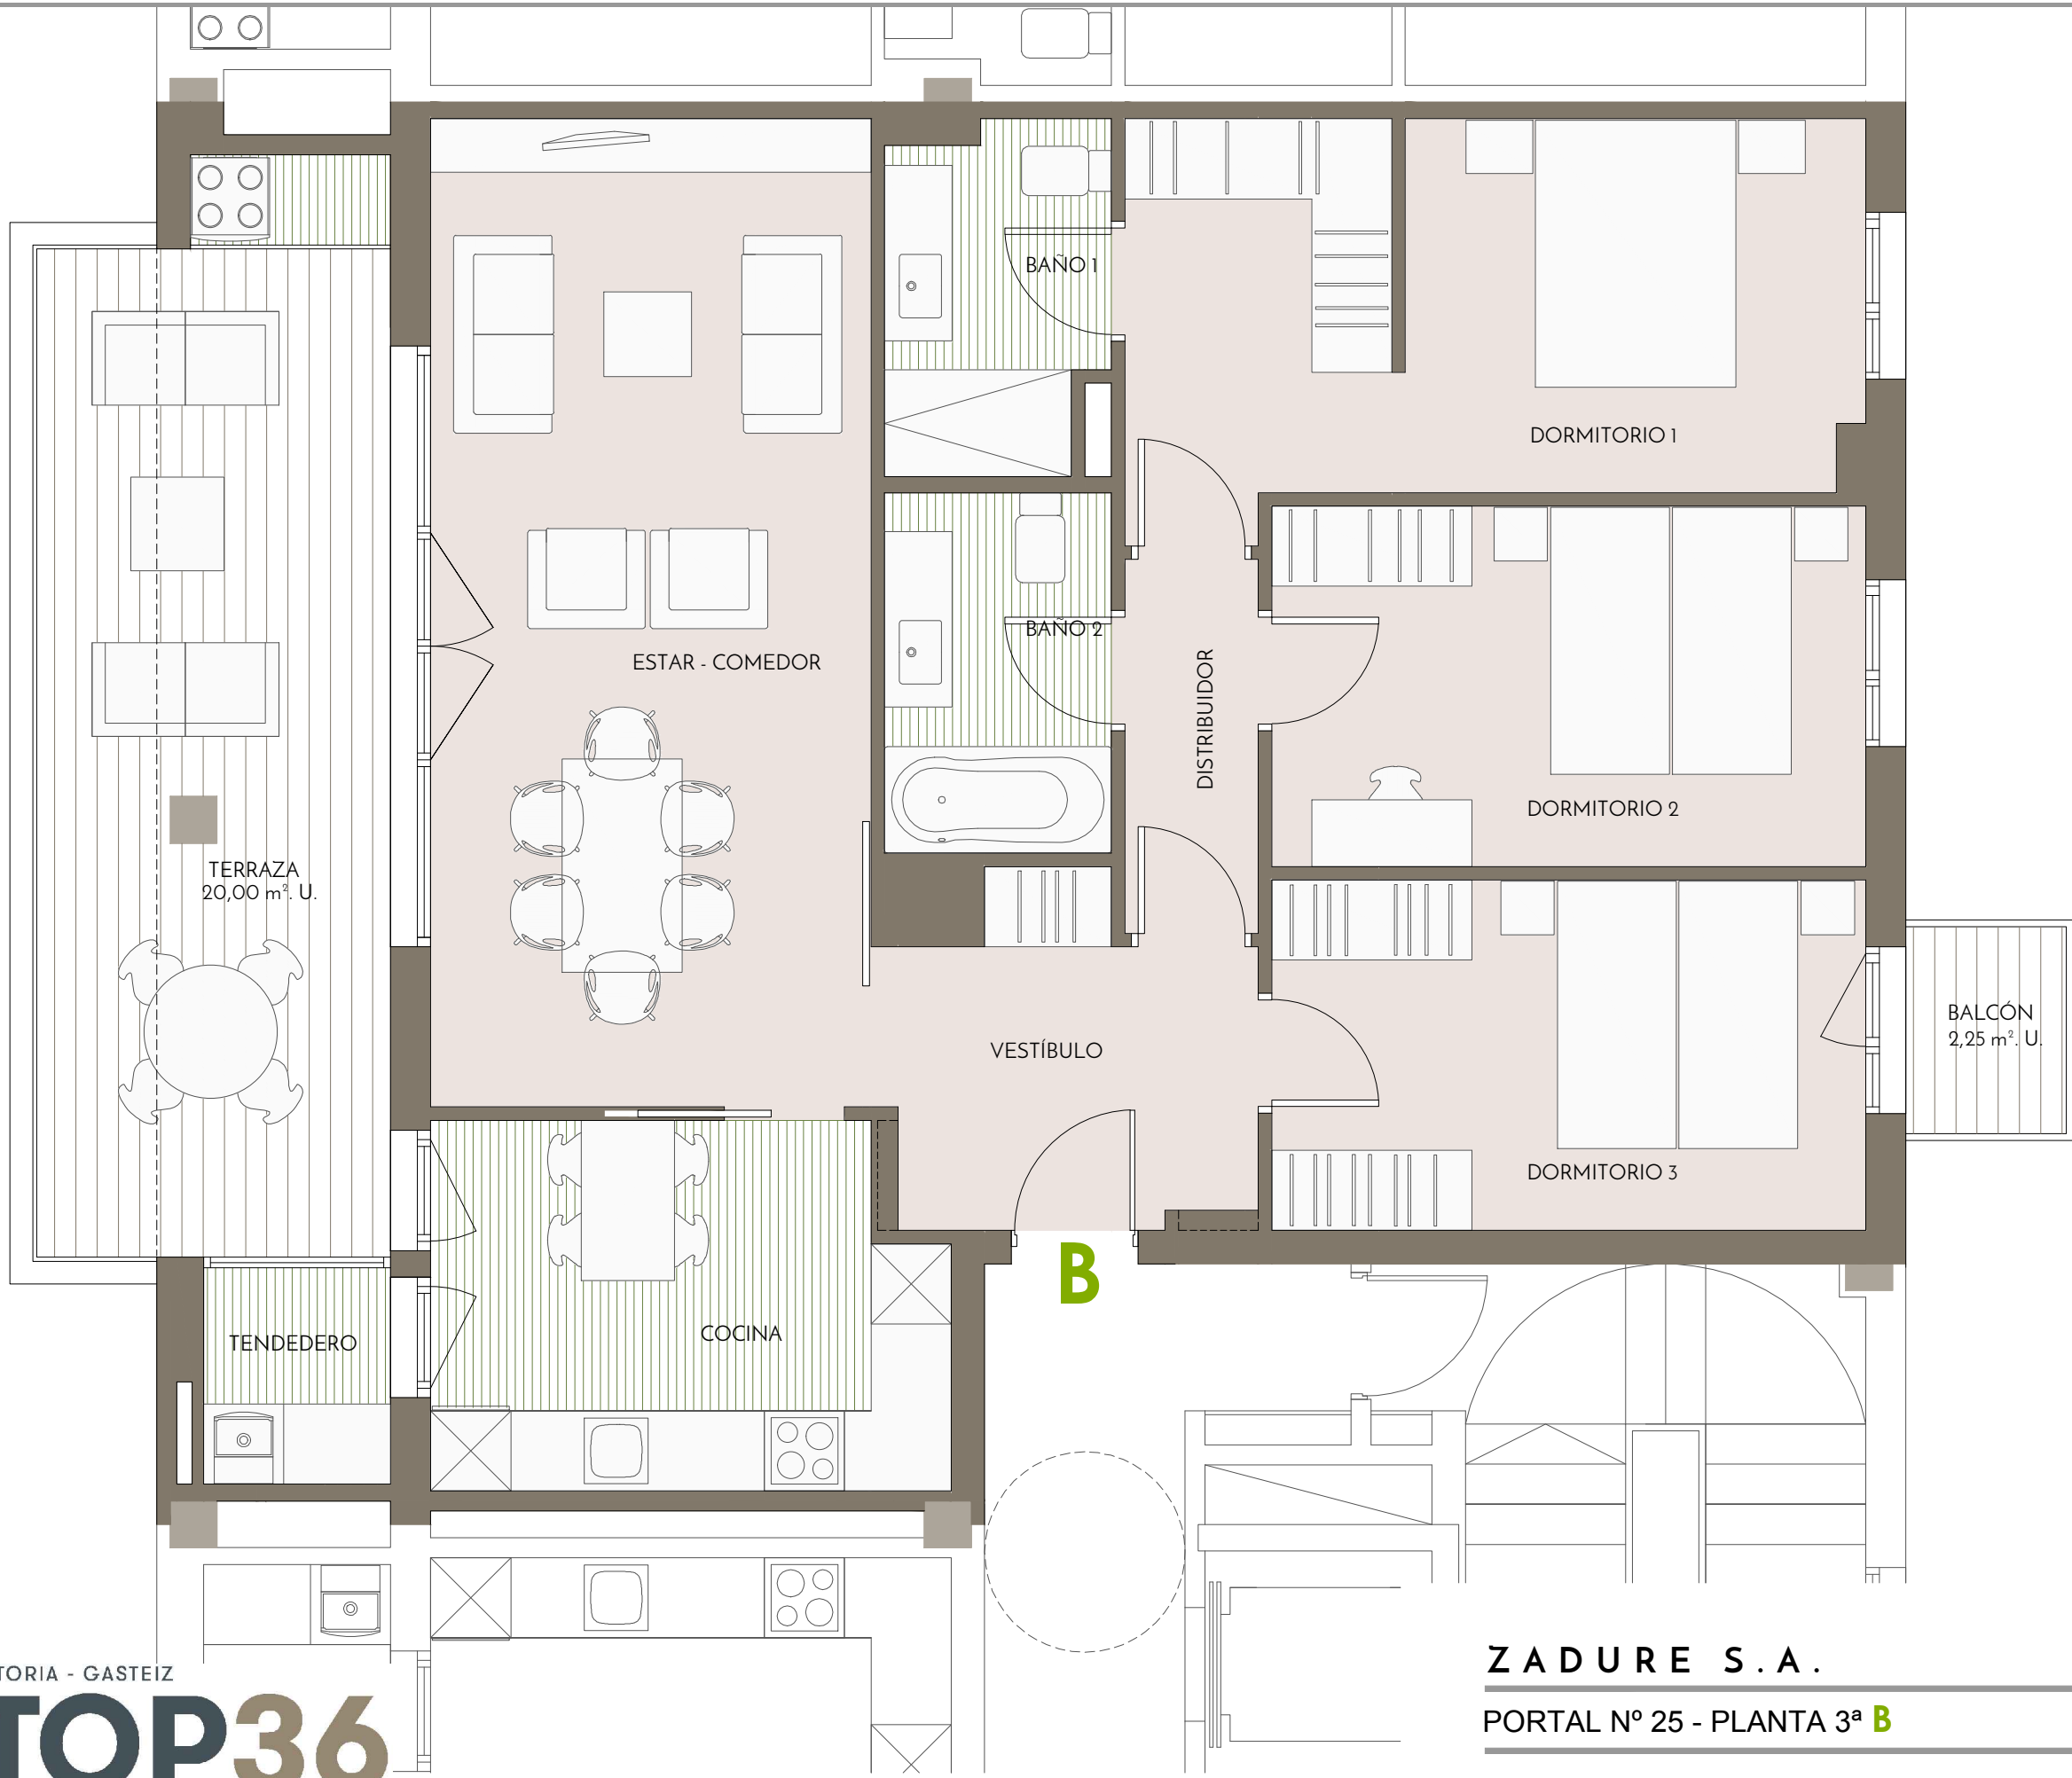 BAÑO 1
DORMITORIO 1
BAÑO 2
ESTAR - COMEDOR
DISTRIBUIDOR
DORMITORIO 2
TERRAZA
20,00 m². U.
BALCÓN
2,25 m². U.
VESTÍBULO
DORMITORIO 3
B
TENDEDERO
COCINA
TORIA - GASTEIZ
TOP36
ZADURE S.A.
PORTAL Nº 25 - PLANTA 3ª B